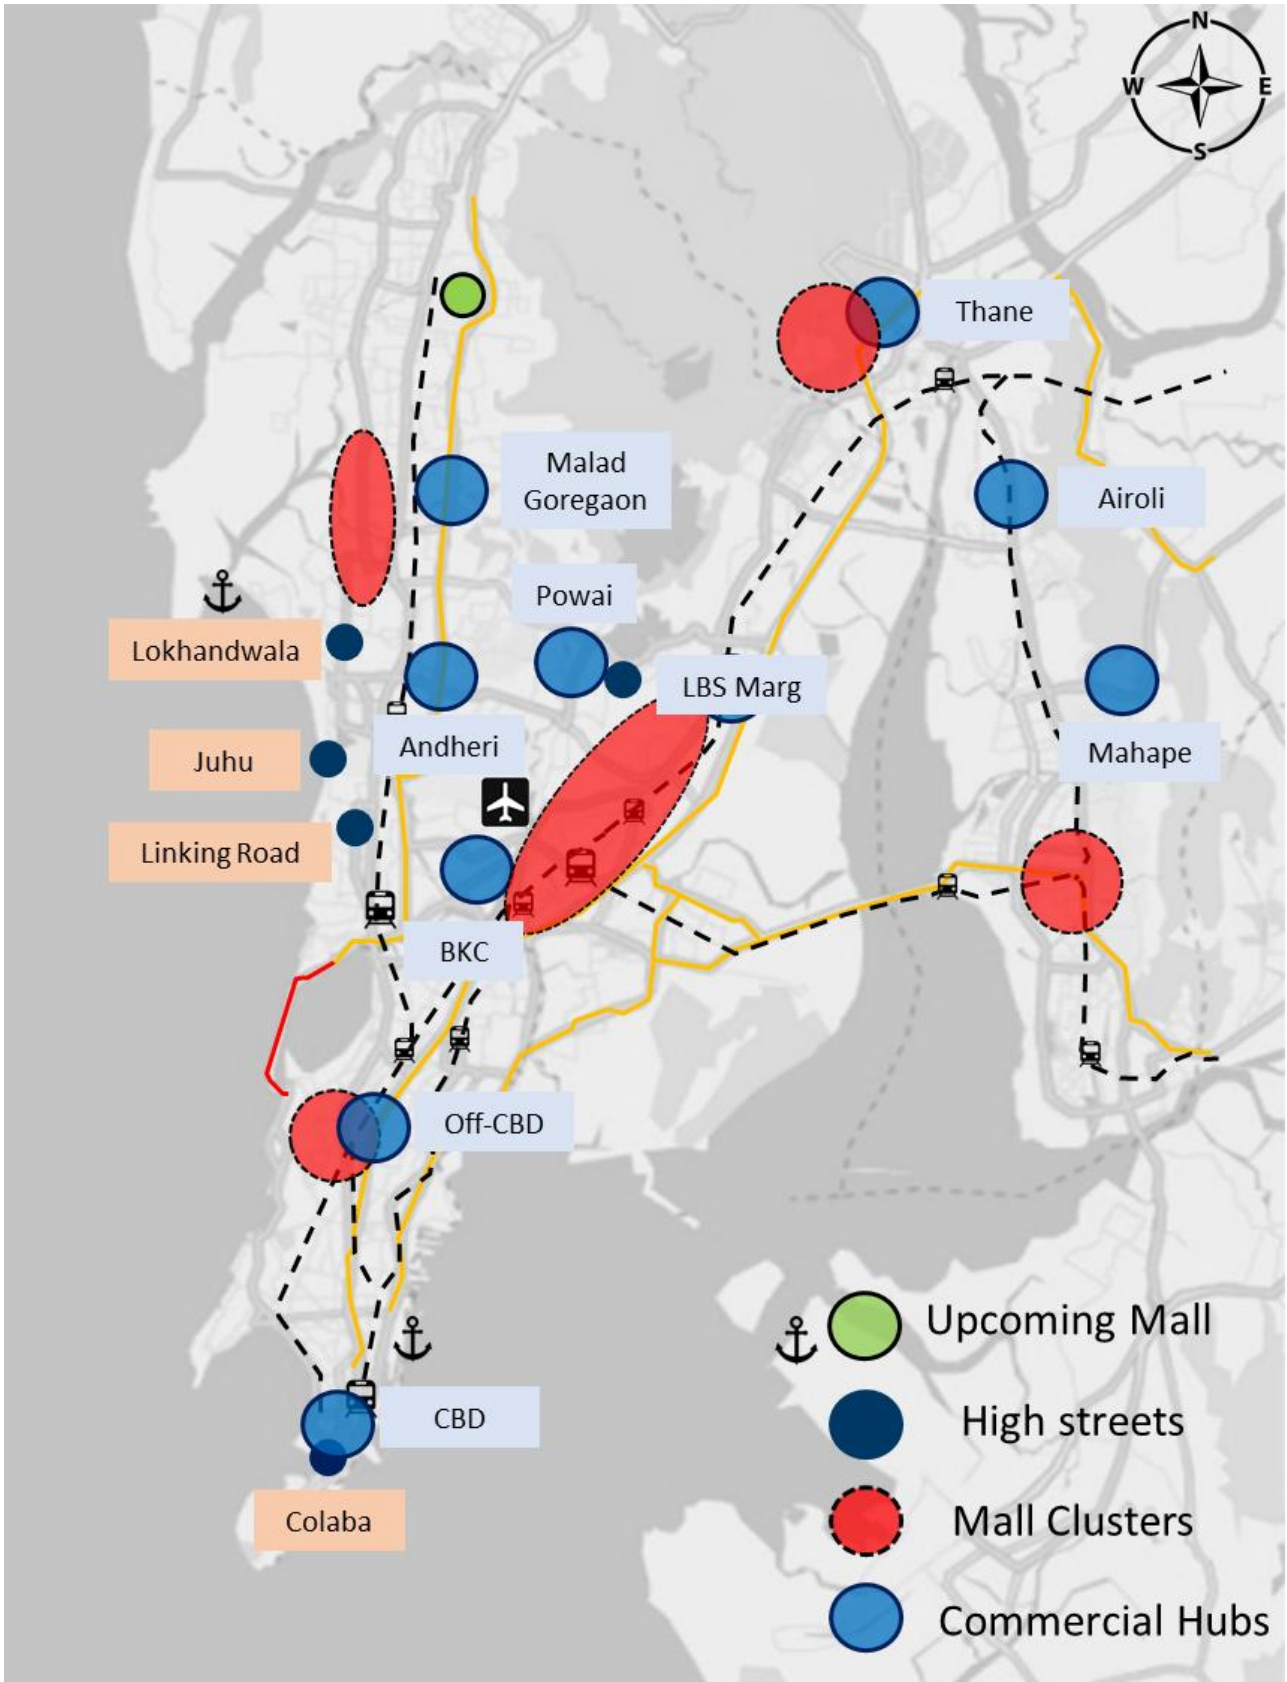 N
W
E
S
Thane
Malad
Goregaon
Airoli
Powai
Lokhandwala
LBS Marg
Andheri
Juhu
Mahape
Linking Road
BKC
Off-CBD
CBD
Colaba
Upcoming Mall
High streets
Mall Clusters
Commercial Hubs